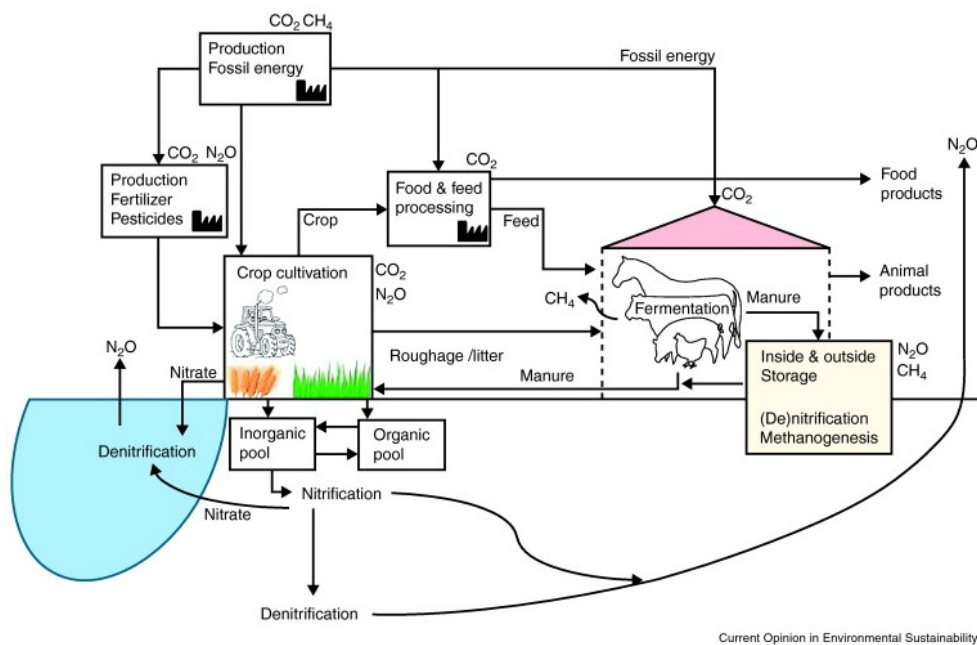 CO₂ CH₄
Production
Fossil energy
Fossil energy
CO₂ N₂O
Production
Fertilizer
Pesticides
CO₂
Food & feed
processing
Crop
Feed
Food
products
N₂O
CO₂
Crop cultivation
CO₂
N₂O
CH₄
Fermentation
Manure
Animal
products
Roughage /litter
Manure
Inside & outside
Storage
(De)nitrification
Methanogenesis
N₂O
CH₄
N₂O
Nitrate
Denitrification
Inorganic
pool
Organic
pool
Nitrification
Nitrate
Denitrification
Current Opinion in Environmental Sustainability